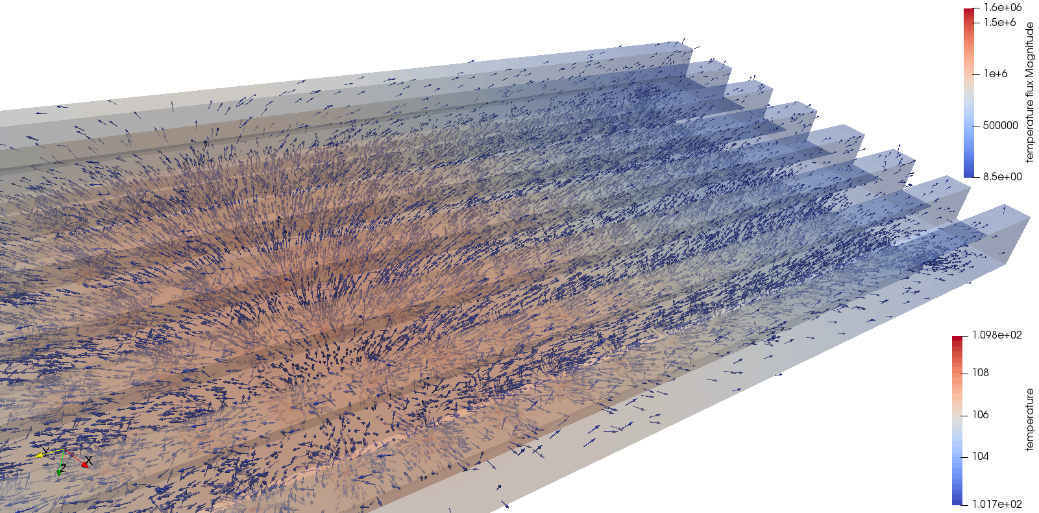 1.6e+06
1.5e+6
1e+6
500000
8.5e+00
temperature flux Magnitude
1.098e+02
108
106
104
1.017e+02
temperature
Y
X
Z